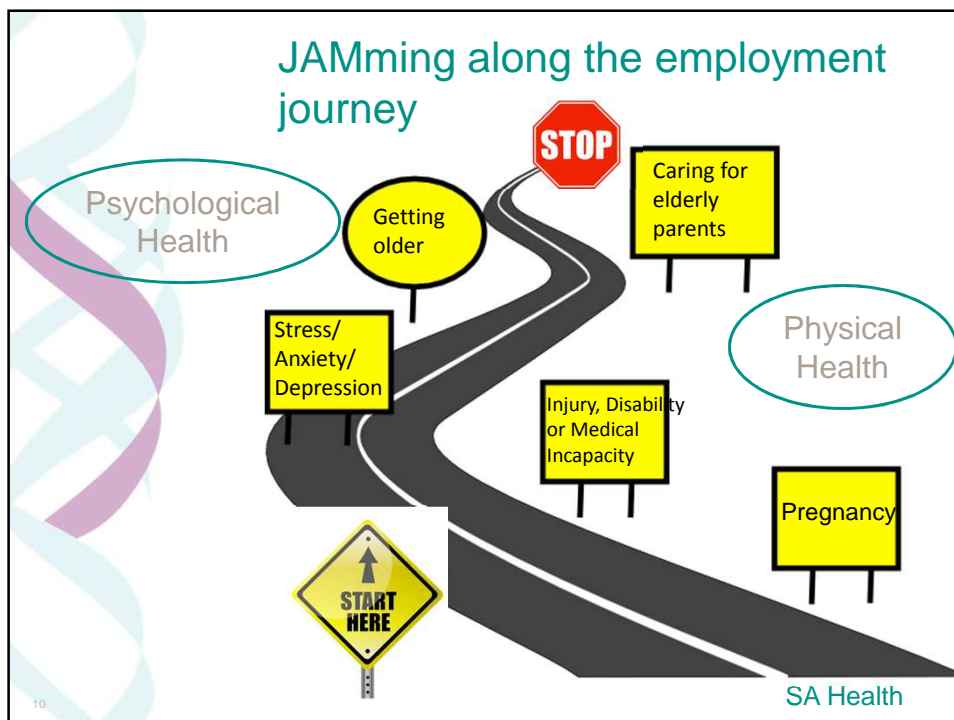 JAMming along the employment
journey
STOP
Caring for
elderly
parents
Psychological
Health
Getting
older
Physical
Health
Stress/
Anxiety/
Depression
Injury, Disability
or Medical
Incapacity
Pregnancy
START
HERE
10
SA Health